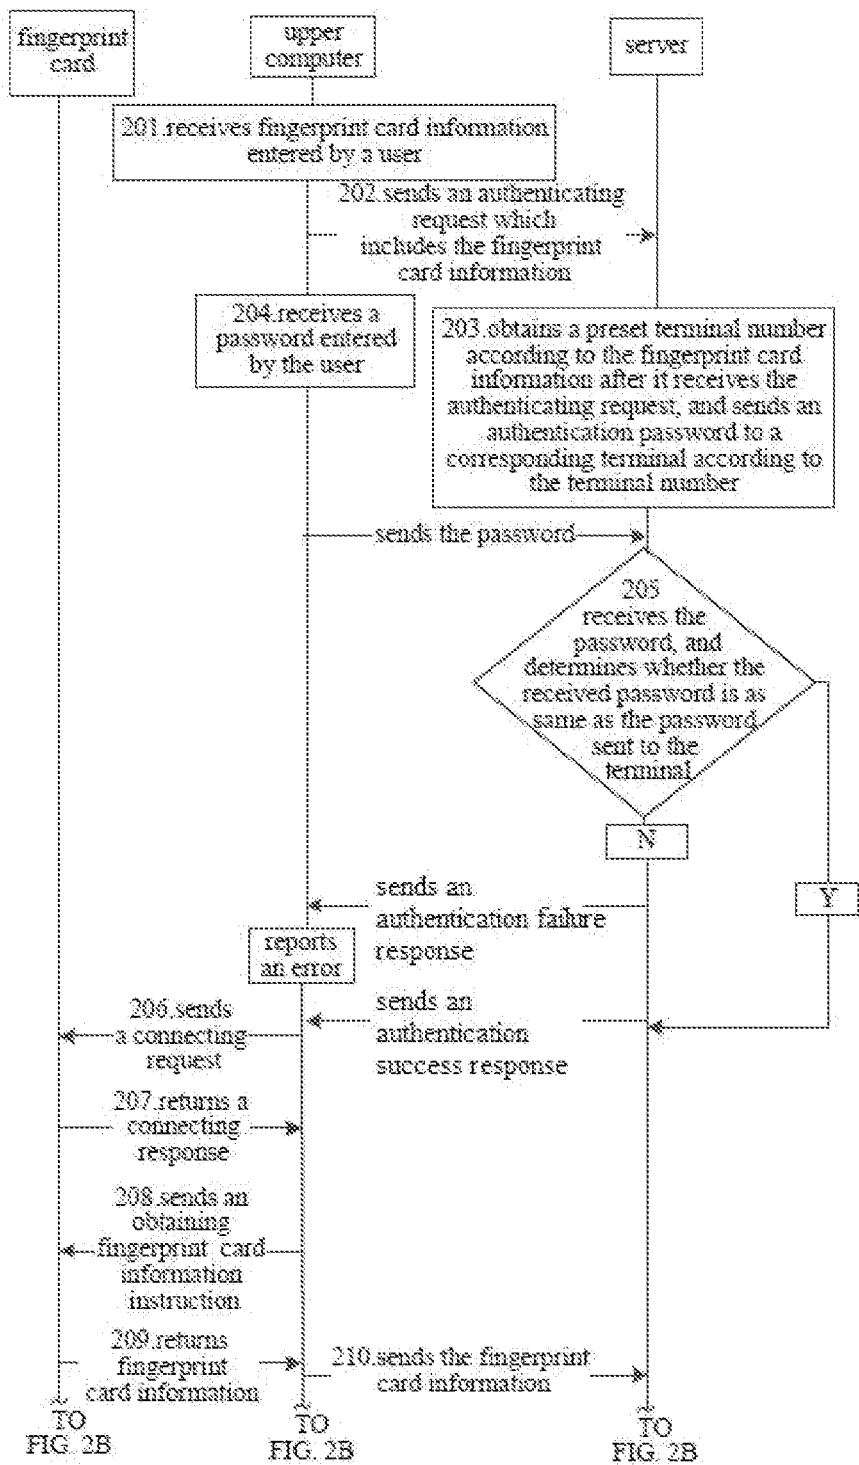 fingerprint
card
upper
computer
server
201.receives fingerprint card information
entered by a user
202.sends an authenticating
request which
includes the fingerprint
card information
204.receives a
password entered
by the user
203.obtains a preset terminal number
according to the fingerprint card
information after it receives the
authenticating request, and sends an
authentication password to a
corresponding terminal according to
the terminal number
sends the password
205
receives the
password, and
determines whether the
received password is as
same as the password
sent to the
terminal
N
Y
sends an
authentication failure
response
reports
an error
sends an
authentication
success response
206.sends
a connecting
request
207.returns a
connecting
response
208.sends an
obtaining
fingerprint card
information
instruction
209.returns
fingerprint
card information
210.sends the fingerprint
card information
TO
FIG. 2B
TO
FIG. 2B
TO
FIG. 2B